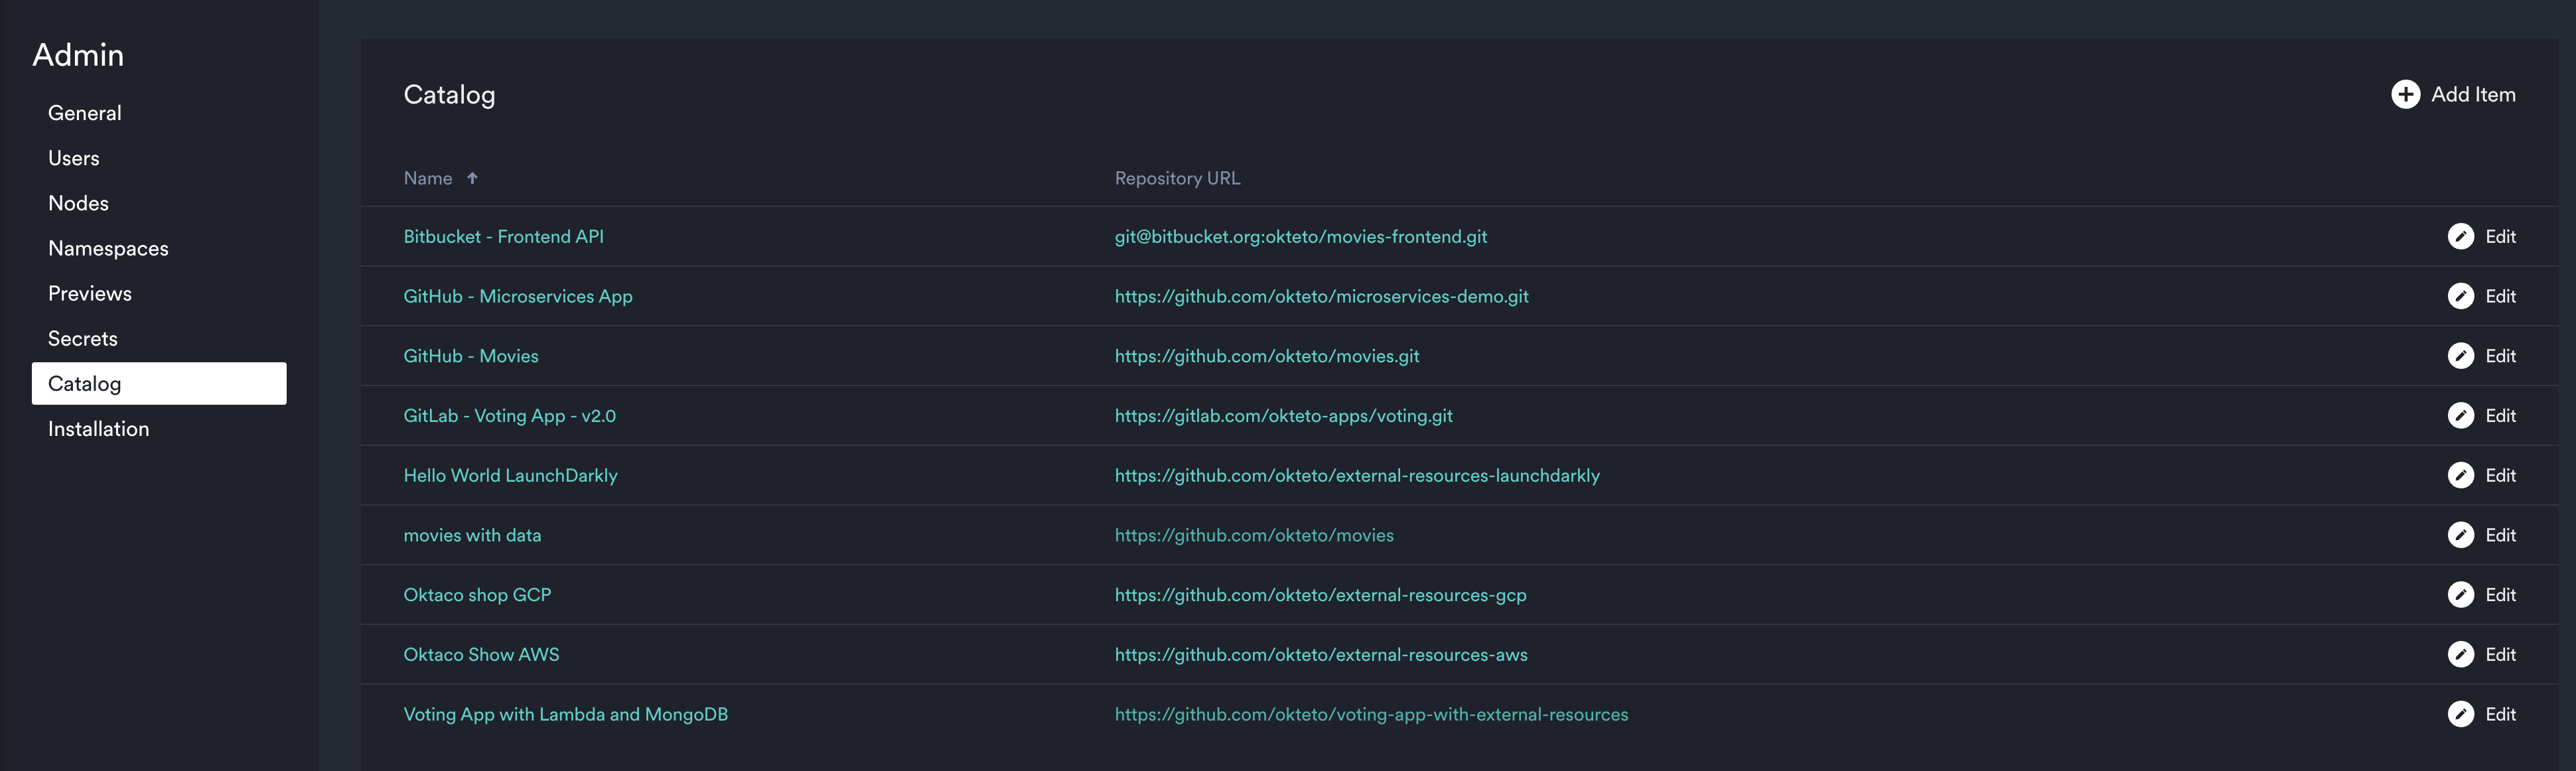 Admin
General
Users
Nodes
Namespaces
Previews
Secrets
Catalog
Installation
Catalog
Add Item
Name Repository URL
Bitbucket - Frontend API git@bitbucket.org:okteto/movies-frontend.git Edit
GitHub - Microservices App https://github.com/okteto/microservices-demo.git Edit
GitHub - Movies https://github.com/okteto/movies.git Edit
GitLab - Voting App - v2.0 https://gitlab.com/okteto-apps/voting.git Edit
Hello World LaunchDarkly https://github.com/okteto/external-resources-launchdarkly Edit
movies with data https://github.com/okteto/movies Edit
Oktaco shop GCP https://github.com/okteto/external-resources-gcp Edit
Oktaco Show AWS https://github.com/okteto/external-resources-aws Edit
Voting App with Lambda and MongoDB https://github.com/okteto/voting-app-with-external-resources Edit